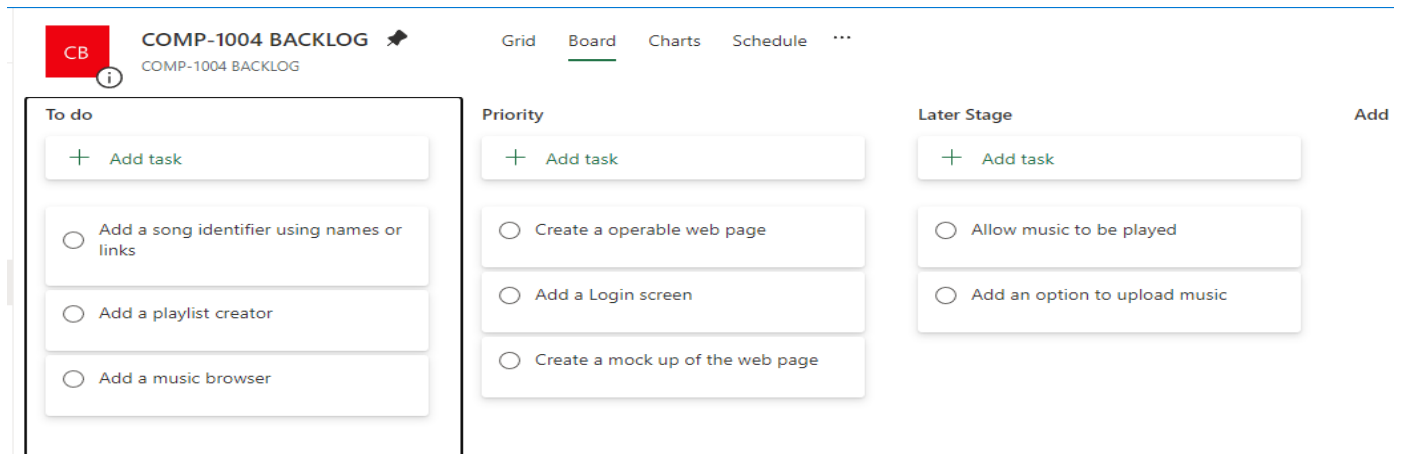 CB
COMP-1004 BACKLOG
COMP-1004 BACKLOG
Grid Board Charts Schedule ...
To do
+ Add task
Add a song identifier using names or
links
Add a playlist creator
Add a music browser
Priority
+ Add task
Create a operable web page
Add a Login screen
Create a mock up of the web page
Later Stage
+ Add task
Allow music to be played
Add an option to upload music
Add